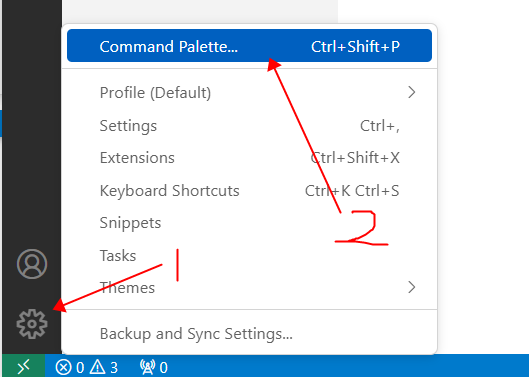 Command Palette... Ctrl+Shift+P
Profile (Default)
Settings Ctrl+,
Extensions Ctrl+Shift+X
Keyboard Shortcuts Ctrl+K Ctrl+S
Snippets
2
Tasks
1
Themes
Backup and Sync Settings...
0 3 0